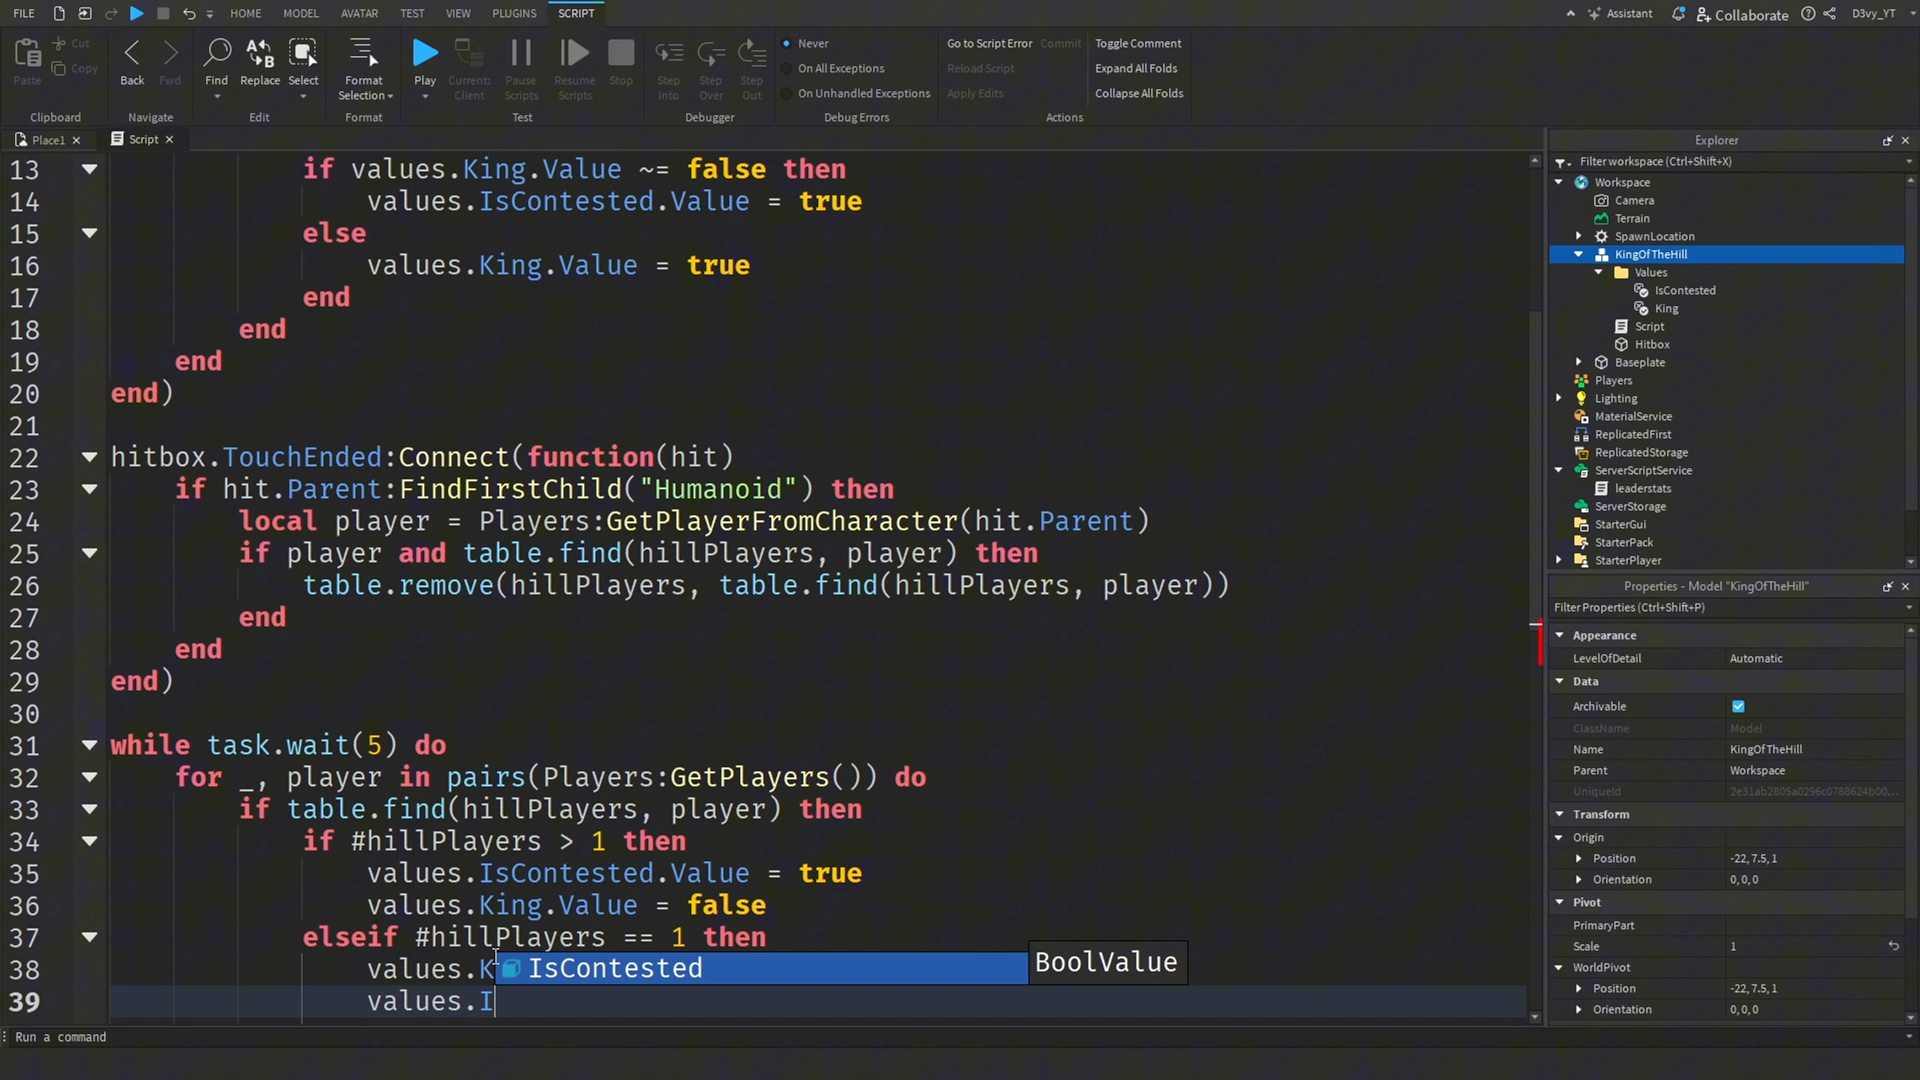 FILE HOME MODEL AVATAR TEST VIEW PLUGINS SCRIPT Assistant Collaborate D3vy_YT
Paste Cut Copy Back Fwd Find Replace Select Format Selection Play Current: Client Pause Scripts Resume Scripts Stop Step Into Step Over Step Out
Never
On All Exceptions
On Unhandled Exceptions
Go to Script Error Commit
Reload Script
Apply Edits
Toggle Comment
Expand All Folds
Collapse All Folds
Clipboard Navigate Edit Format Test Debugger Debug Errors Actions
Place1 Script
13 if values.King.Value ~= false then
14 values.IsContested.Value = true
15 else
16 values.King.Value = true
17 end
18 end
19 end
20 end)
21
22 hitbox.TouchEnded:Connect(function(hit)
23 if hit.Parent:FindFirstChild("Humanoid") then
24 local player = Players:GetPlayerFromCharacter(hit.Parent)
25 if player and table.find(hillPlayers, player) then
26 table.remove(hillPlayers, table.find(hillPlayers, player))
27 end
28 end
29 end)
30
31 while task.wait(5) do
32 for _, player in pairs(Players:GetPlayers()) do
33 if table.find(hillPlayers, player) then
34 if #hillPlayers > 1 then
35 values.IsContested.Value = true
36 values.King.Value = false
37 elseif #hillPlayers == 1 then
38 values.K
IsContested BoolValue
39 values.I
Run a command
Explorer
Filter workspace (Ctrl+Shift+X)
Workspace
Camera
Terrain
SpawnLocation
KingOfTheHill
Values
IsContested
King
Script
Hitbox
Baseplate
Players
Lighting
MaterialService
ReplicatedFirst
ReplicatedStorage
ServerScriptService
leaderstats
ServerStorage
StarterGui
StarterPack
StarterPlayer
Properties - Model "KingOfTheHill"
Filter Properties (Ctrl+Shift+P)
Appearance
LevelOfDetail Automatic
Data
Archivable
ClassName Model
Name KingOfTheHill
Parent Workspace
UniqueId 2e31ab2805a0296c0788624b00...
Transform
Origin
Position -22, 7.5, 1
Orientation 0, 0, 0
Pivot
PrimaryPart
Scale 1
WorldPivot
Position -22, 7.5, 1
Orientation 0, 0, 0